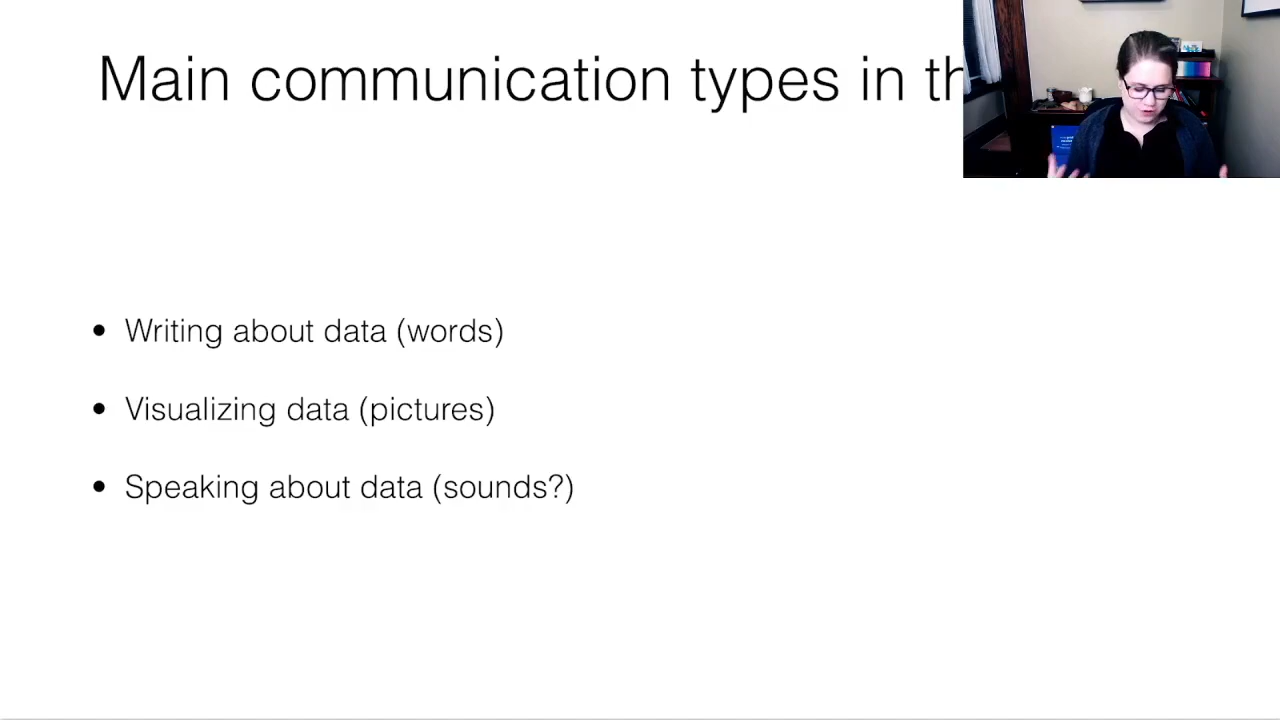 Main communication types in th
• Writing about data (words)
• Visualizing data (pictures)
• Speaking about data (sounds?)